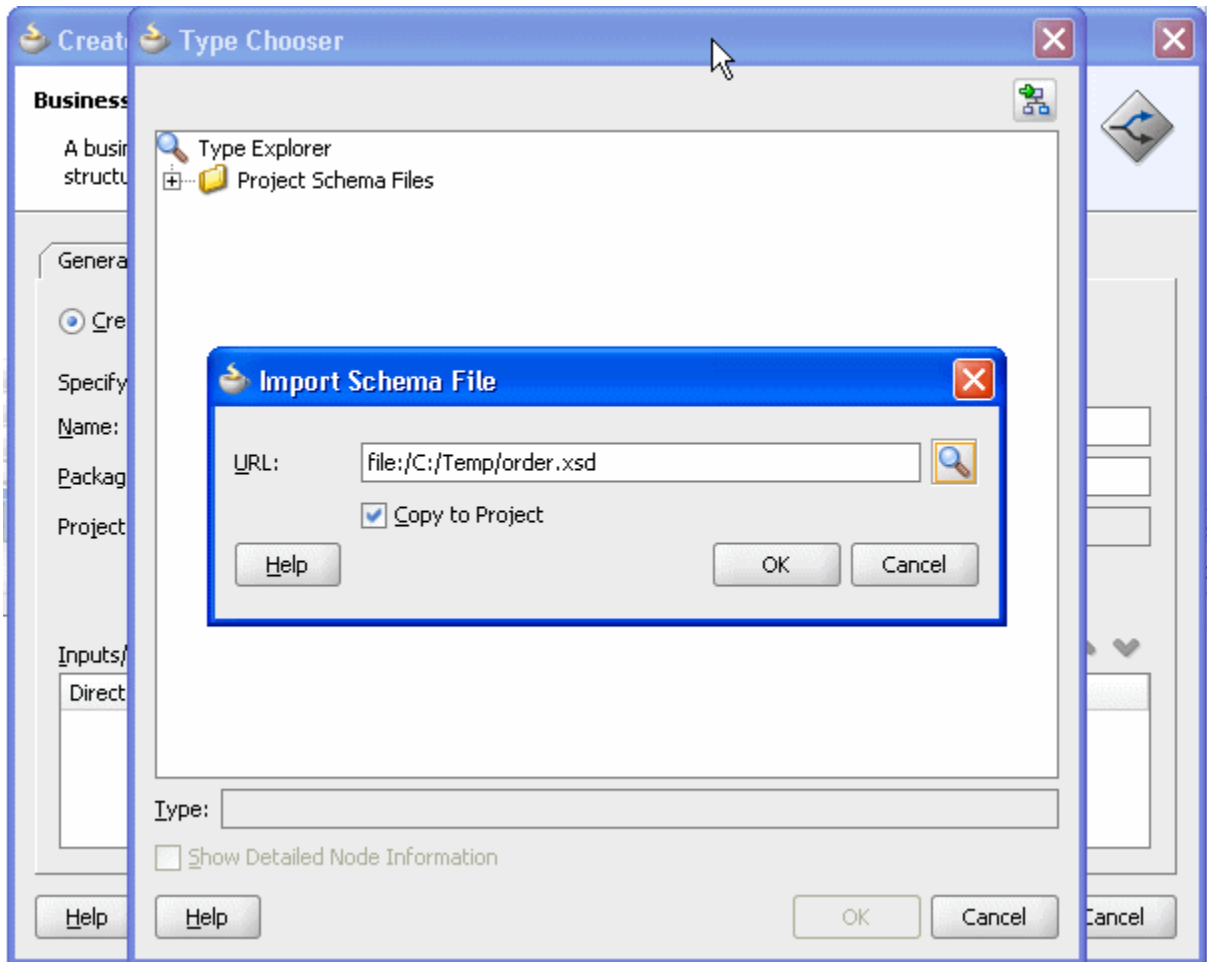 Creat
Type Chooser
Business
A busin
structu
Type Explorer
Project Schema Files
Genera
Cre
Specify
Name:
Packag
Project
Import Schema File
URL: file:/C:/Temp/order.xsd
Copy to Project
Help OK Cancel
Inputs/
Direct
Type:
Show Detailed Node Information
Help Help OK Cancel Cancel